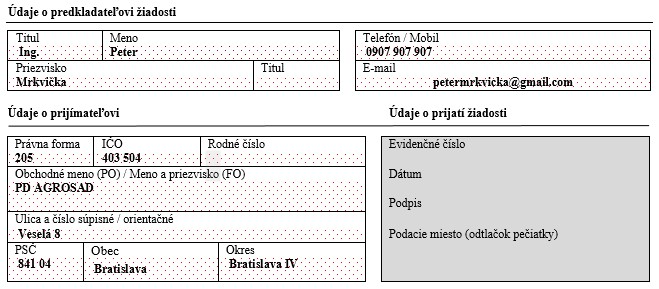 Údaje o predkladateľovi žiadosti
Titul Meno
Ing. Peter
Priezvisko Titul
Mrkvička
Telefón / Mobil
0907 907 907
E-mail
petermrkvicka@gmail.com
Údaje o prijímateľovi
Právna forma IČO Rodné číslo
205 403 504
Obchodné meno (PO) / Meno a priezvisko (FO)
PD AGROSAD
Ulica a číslo súpisné / orientačné
Veselá 8
PSČ Obec Okres
841 04 Bratislava Bratislava IV
Údaje o prijatí žiadosti
Evidenčné číslo
Dátum
Podpis
Podacie miesto (odtlačok pečiatky)